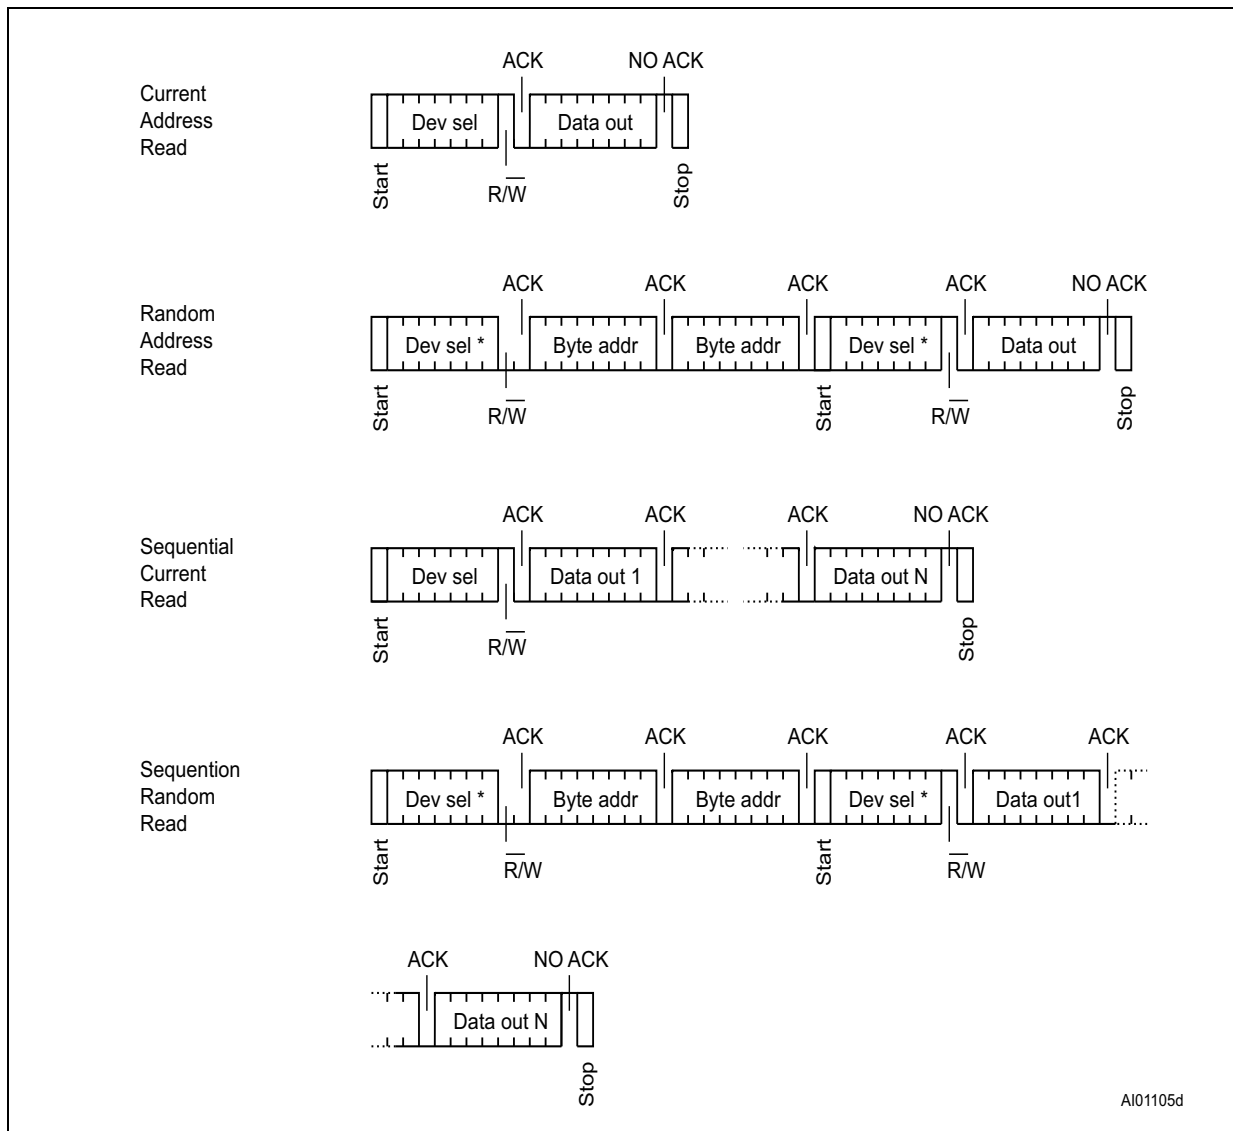 ACK NO ACK
Current
Address
Read
Dev sel Data out
Start R/W̅ Stop
ACK ACK ACK ACK NO ACK
Random
Address
Read
Dev sel * Byte addr Byte addr Dev sel * Data out
Start R/W̅ Start R/W̅ Stop
ACK ACK ACK NO ACK
Sequential
Current
Read
Dev sel Data out 1 Data out N
Start R/W̅ Stop
ACK ACK ACK ACK ACK
Sequention
Random
Read
Dev sel * Byte addr Byte addr Dev sel * Data out1
Start R̅/W Start R̅/W
ACK NO ACK
Data out N
Stop
AI01105d